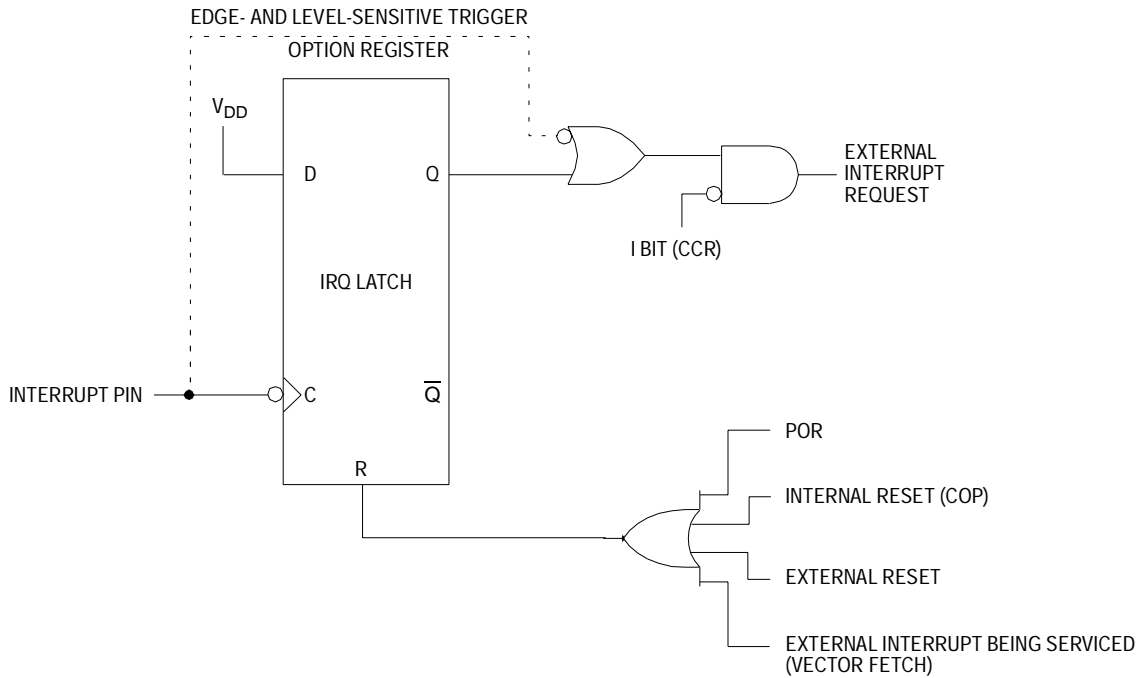 EDGE- AND LEVEL-SENSITIVE TRIGGER
OPTION REGISTER
VDD
D
Q
EXTERNAL
INTERRUPT
REQUEST
I BIT (CCR)
IRQ LATCH
INTERRUPT PIN
C
Q̅
R
POR
INTERNAL RESET (COP)
EXTERNAL RESET
EXTERNAL INTERRUPT BEING SERVICED
(VECTOR FETCH)